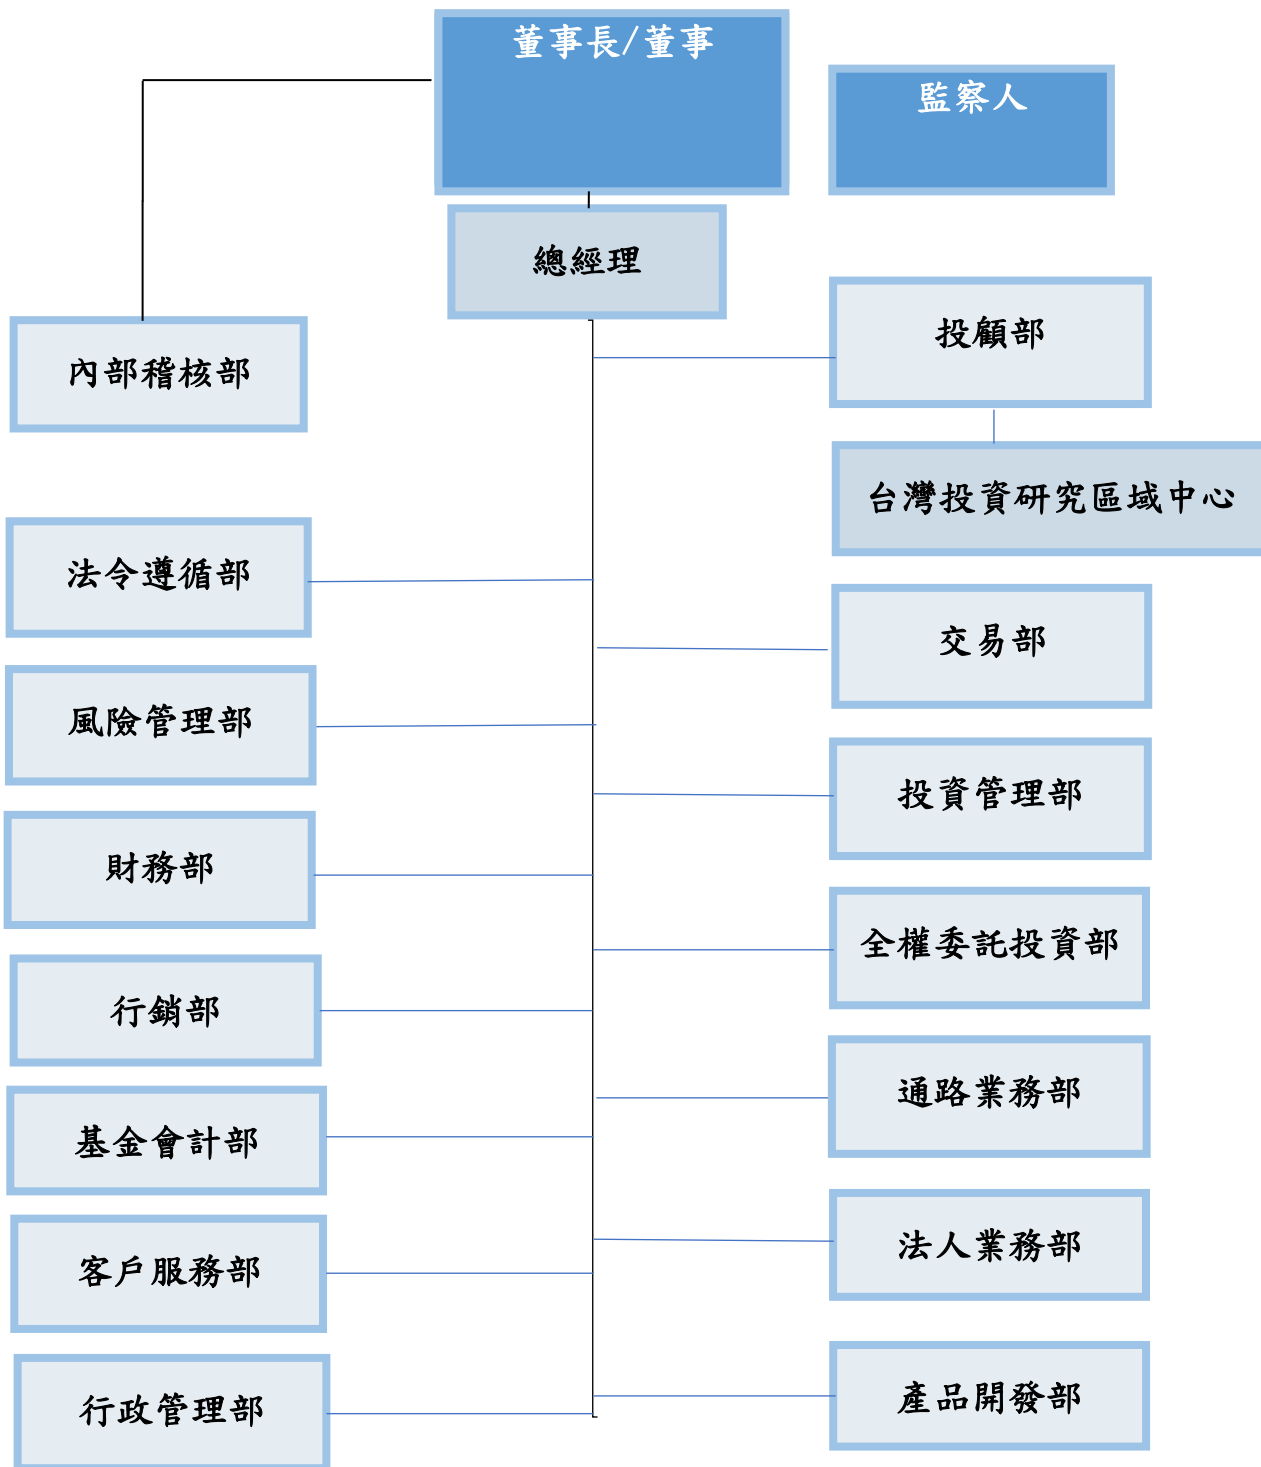 董事長/董事
監察人
總經理
投顧部
內部稽核部
台灣投資研究區域中心
法令遵循部
交易部
風險管理部
投資管理部
財務部
全權委託投資部
行銷部
通路業務部
基金會計部
法人業務部
客戶服務部
產品開發部
行政管理部